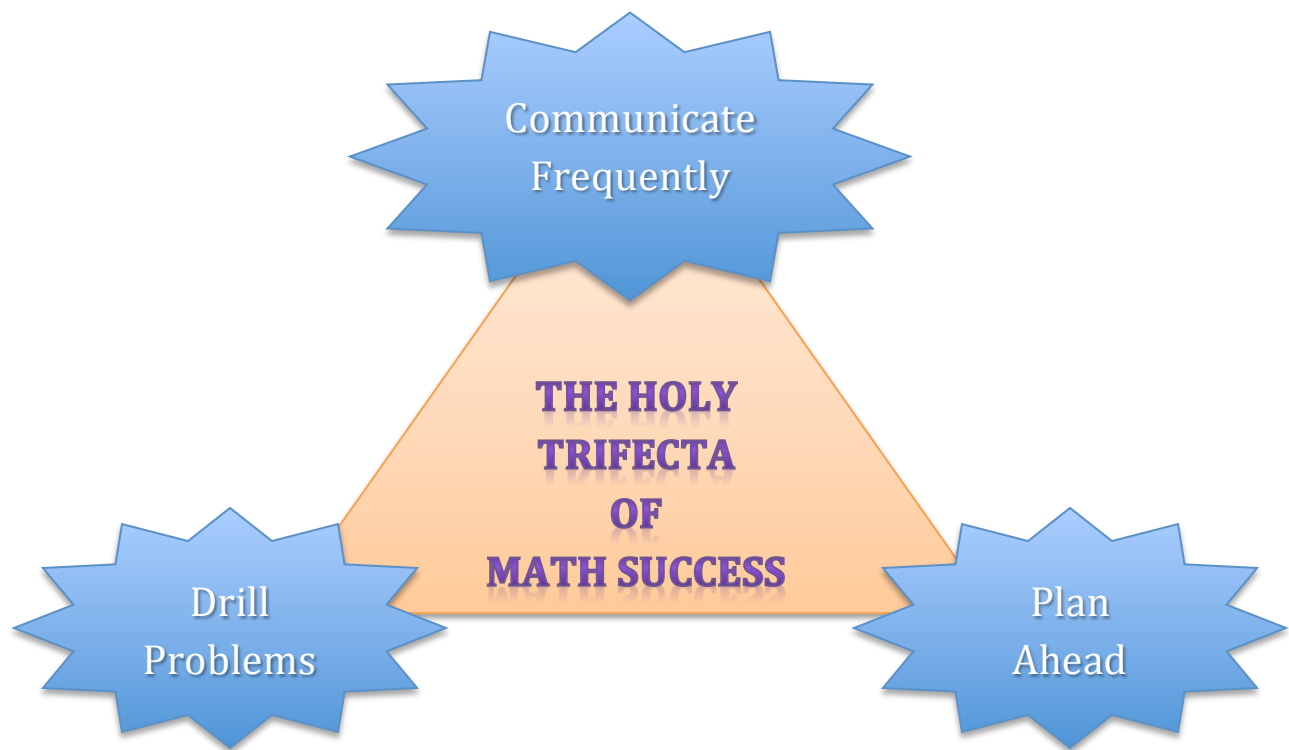 Communicate
Frequently
THE HOLY
TRIFECTA
OF
MATH SUCCESS
Drill
Problems
Plan
Ahead